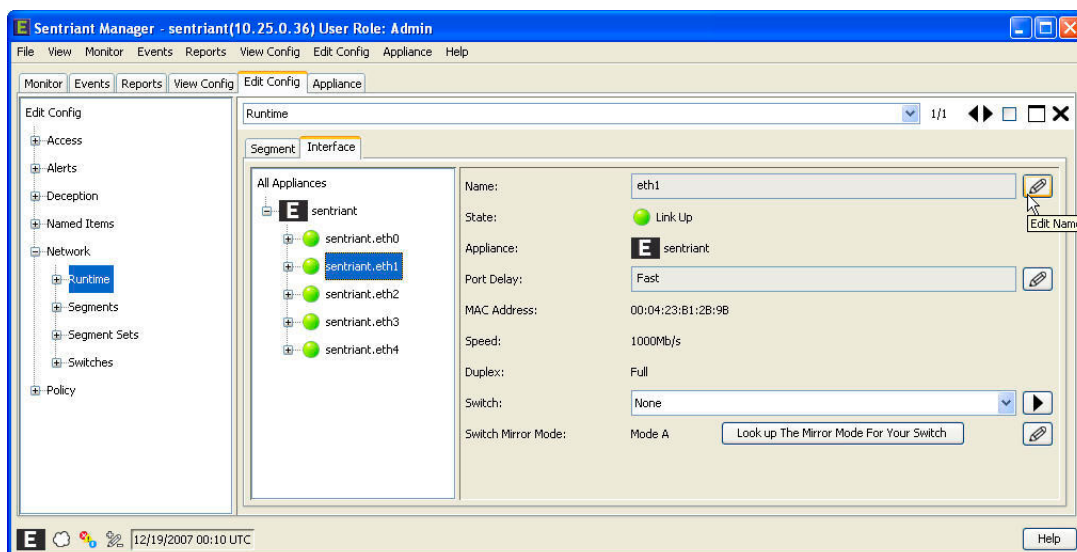 Sentriant Manager - sentriant(10.25.0.36) User Role: Admin
File View Monitor Events Reports View Config Edit Config Appliance Help
Monitor Events Reports View Config Edit Config Appliance
Edit Config
Access
Alerts
Deception
Named Items
Network
Runtime
Segments
Segment Sets
Switches
Policy
Runtime 1/1
Segment Interface
All Appliances
E sentriant
sentriant.eth0
sentriant.eth1
sentriant.eth2
sentriant.eth3
sentriant.eth4
Name: eth1
Edit Name
State: Link Up
Appliance: E sentriant
Port Delay: Fast
MAC Address: 00:04:23:B1:2B:9B
Speed: 1000Mb/s
Duplex: Full
Switch: None
Switch Mirror Mode: Mode A Look up The Mirror Mode For Your Switch
E 12/19/2007 00:10 UTC Help